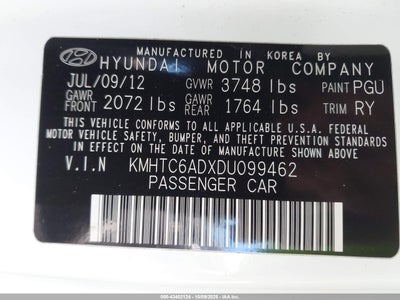 MANUFACTURED IN KOREA BY
HYUNDAI MOTOR COMPANY
JUL/09/12 GVWR 3748 lbs PAINT PGU
GAWR FRONT 2072 lbs GAWR REAR 1764 lbs TRIM RY
THIS VEHICLE CONFORMS TO ALL APPLICABLE U.S.A. FEDERAL
MOTOR VEHICLE SAFETY, BUMPER, AND THEFT PREVENTION STANDARDS
IN EFFECT ON THE DATE OF MANUFACTURE SHOWN ABOVE.
V.I.N KMHTC6ADXDU099462
PASSENGER CAR